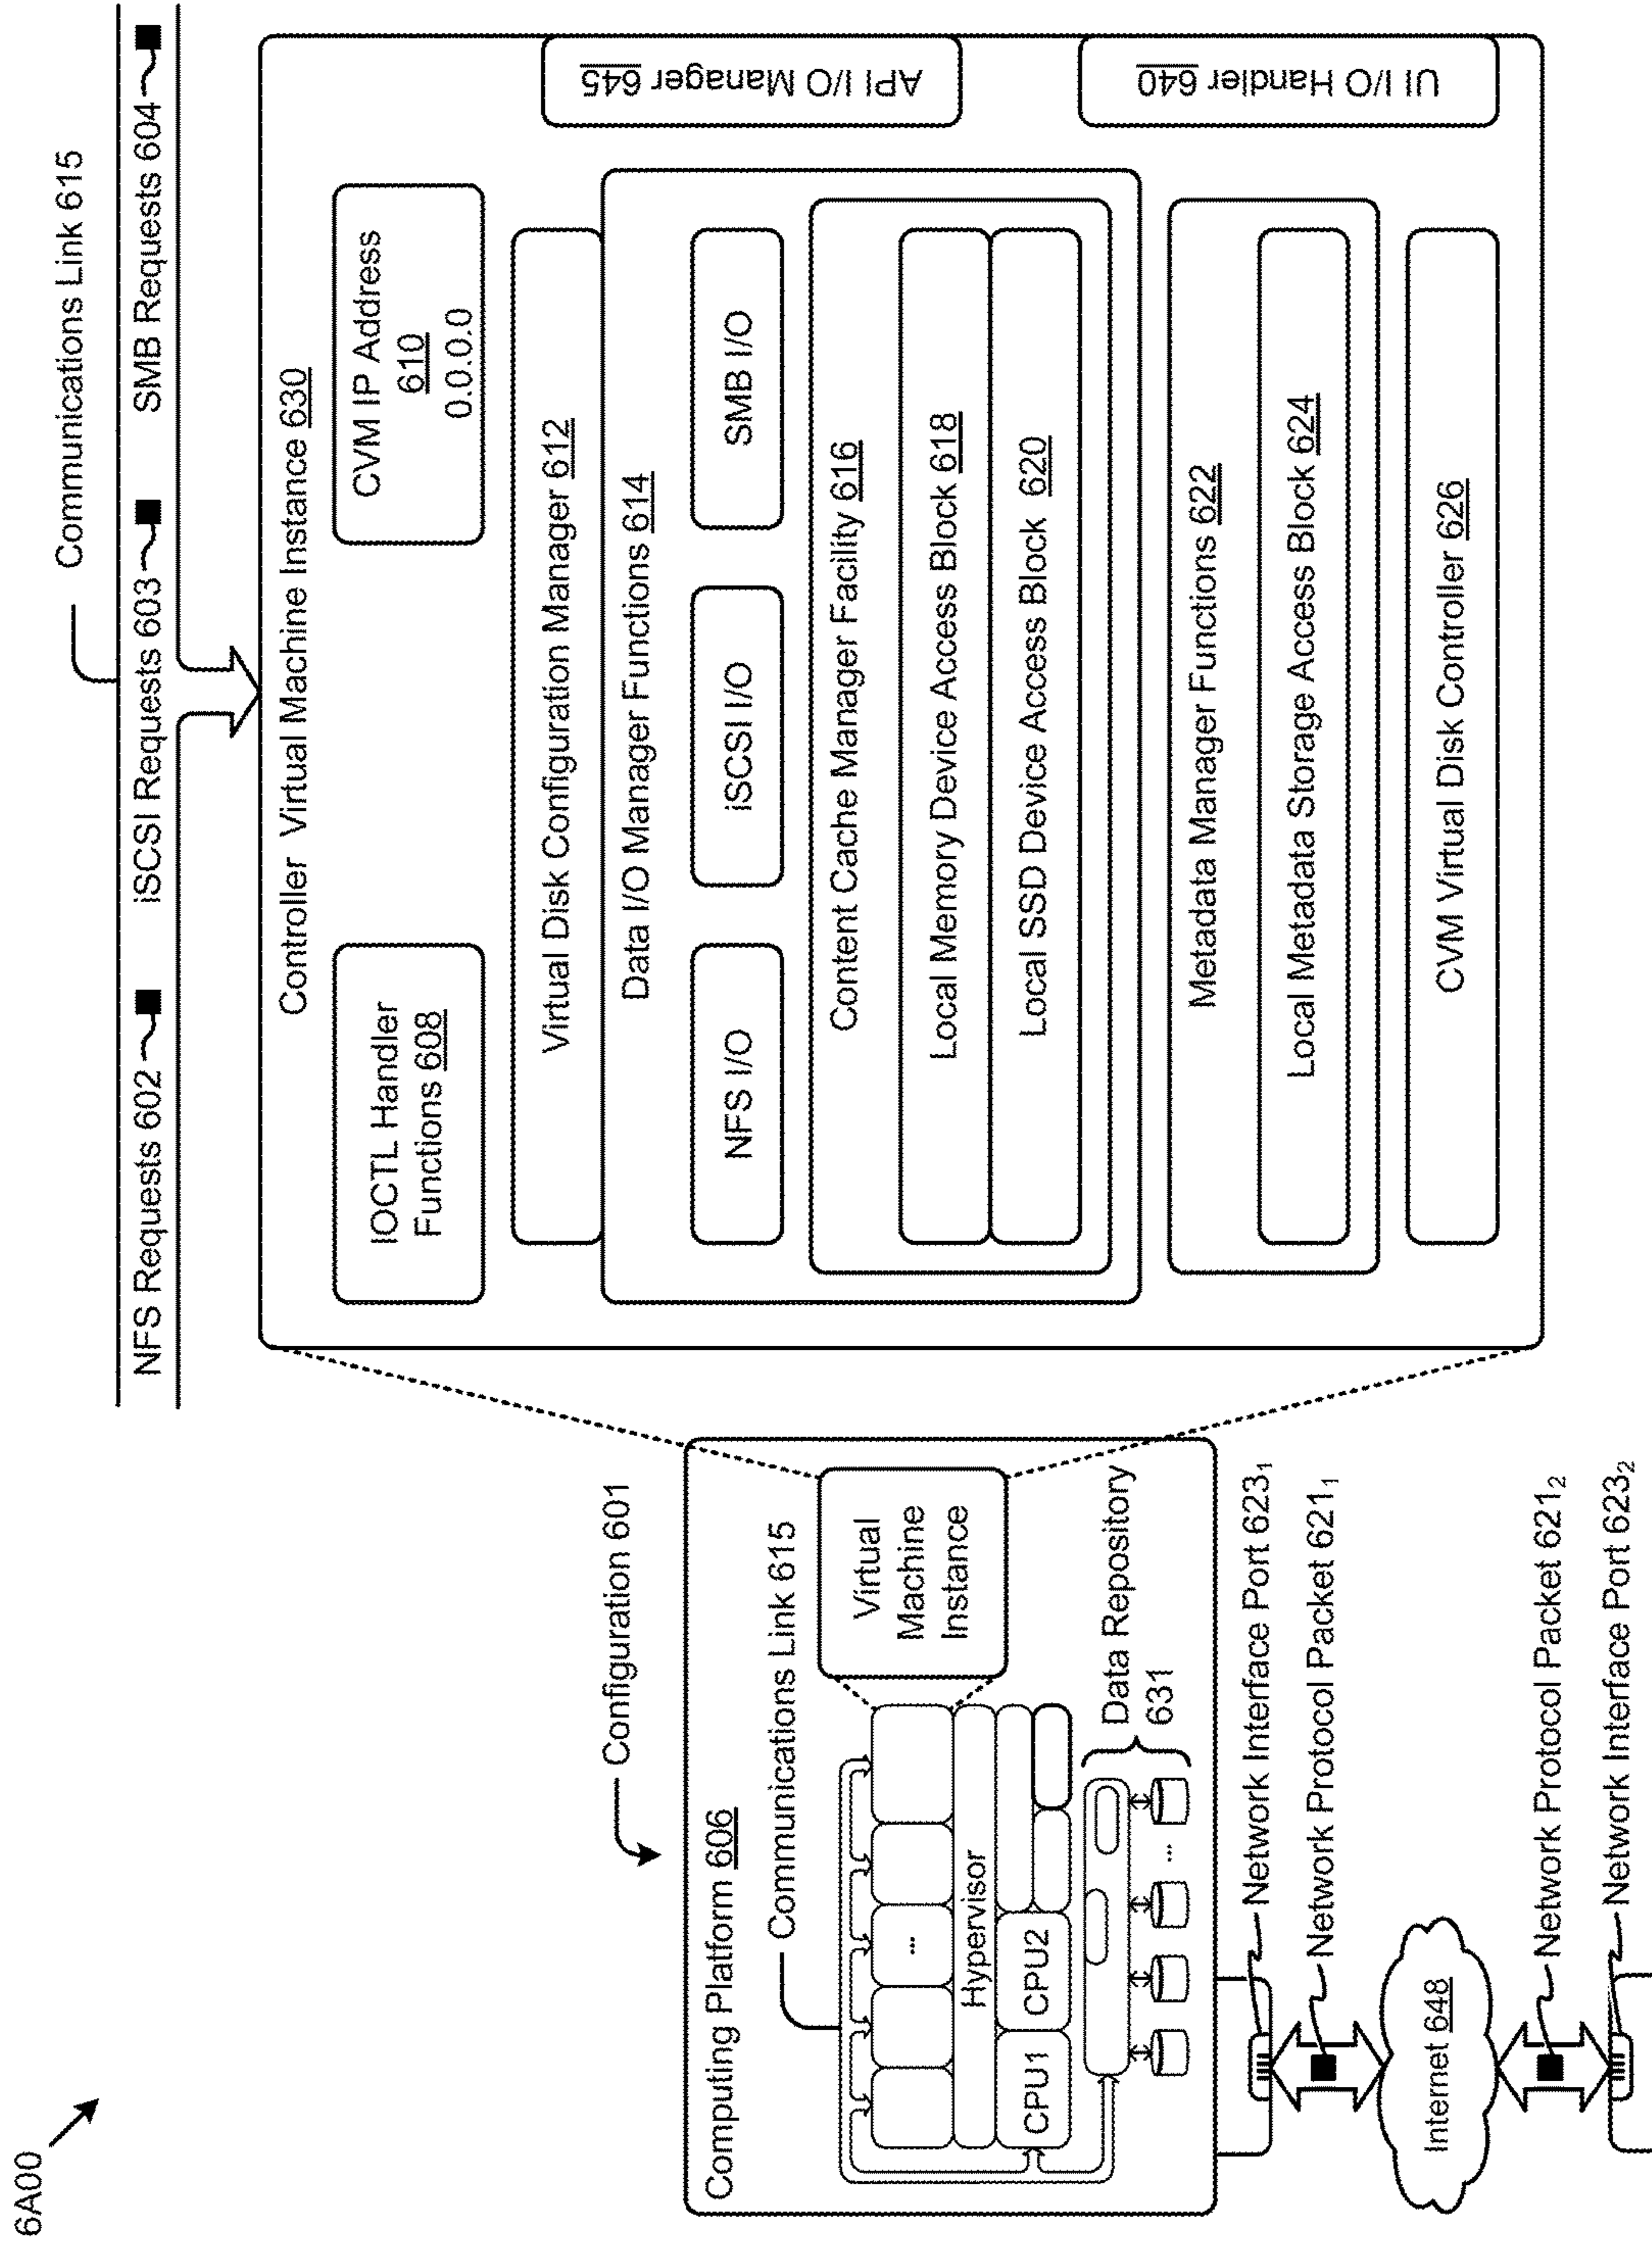 6A00
Communications Link 615
NFS Requests 602
iSCSI Requests 603
SMB Requests 604
Configuration 601
Computing Platform 606
Communications Link 615
...
Hypervisor
CPU1
CPU2
Virtual
Machine
Instance
Data Repository
631
...
Network Interface Port 623₁
Network Protocol Packet 621₁
Internet 648
Network Protocol Packet 621₂
Network Interface Port 623₂
Controller Virtual Machine Instance 630
IOCTL Handler
Functions 608
CVM IP Address
610
0.0.0.0
Virtual Disk Configuration Manager 612
Data I/O Manager Functions 614
NFS I/O
iSCSI I/O
SMB I/O
Content Cache Manager Facility 616
Local Memory Device Access Block 618
Local SSD Device Access Block 620
Metadata Manager Functions 622
Local Metadata Storage Access Block 624
CVM Virtual Disk Controller 626
API I/O Manager 645
UI I/O Handler 640